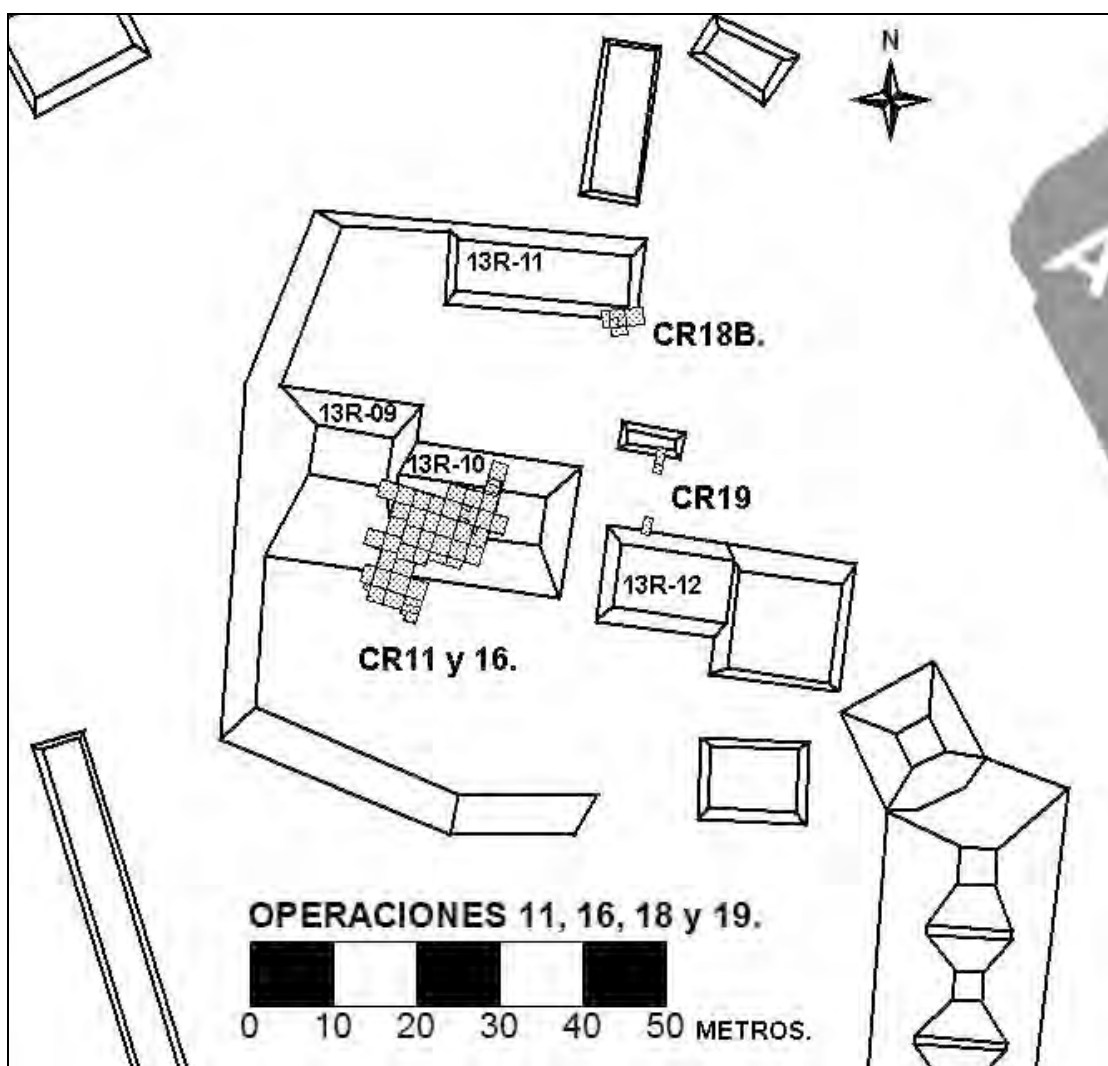 N
13R-11
CR18B.
13R-09
13R-10
CR19
13R-12
CR11 y 16.
OPERACIONES 11, 16, 18 y 19.
0 10 20 30 40 50 METROS.